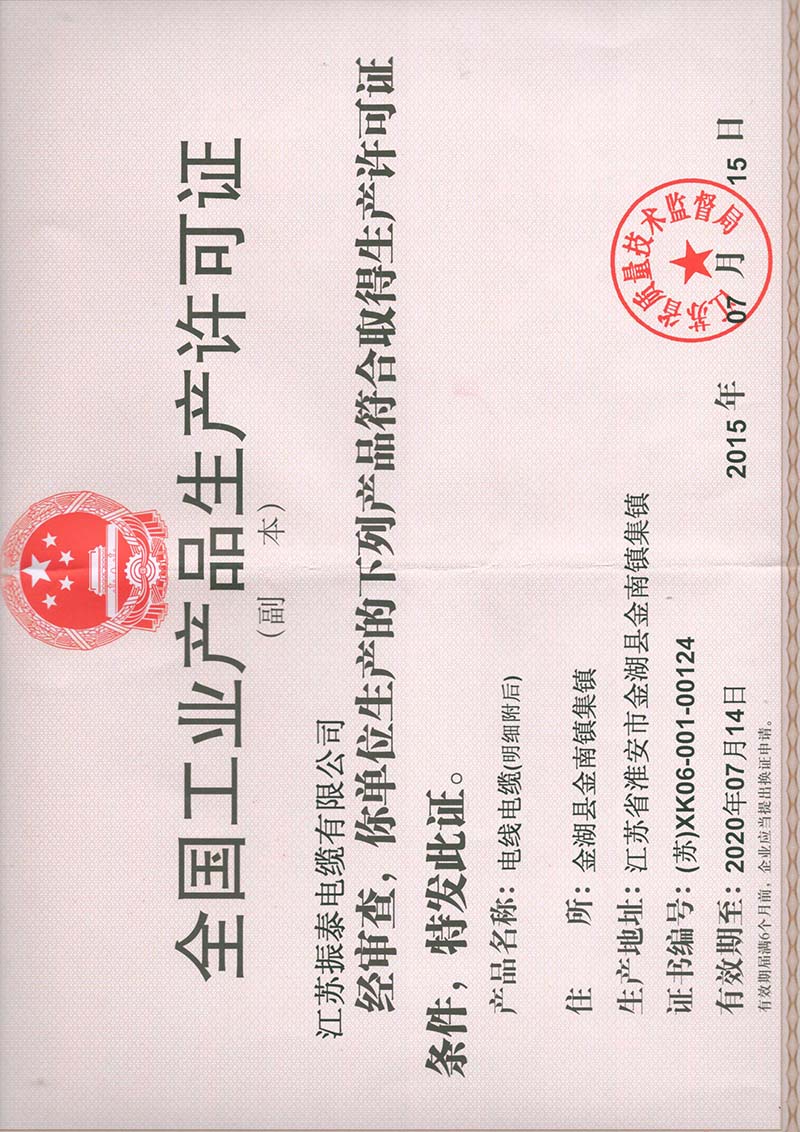 全国工业产品生产许可证
(副 本)
江苏振泰电缆有限公司
经审查，你单位生产的下列产品符合取得生产许可证
条件，特发此证。
产品名称：电线电缆(明细附后)
住 所：金湖县金南镇集镇
生产地址：江苏省淮安市金湖县金南镇集镇
证书编号：(苏)XK06-001-00124
有效期至：2020年07月14日
有效期届满6个月前，企业应当提出换证申请。
江苏省质量技术监督局
2015 年 07 月 15 日